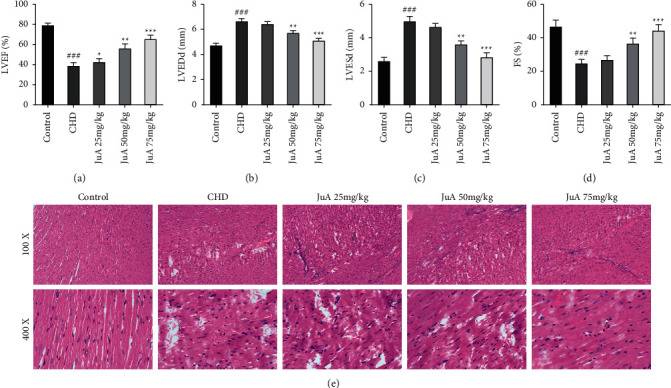 100
80
60
40
20
0
LVEF (%)
###
*
**
***
Control
CHD
JuA 25mg/kg
JuA 50mg/kg
JuA 75mg/kg
(a)
8
6
4
2
0
LVEDd (mm)
###
**
***
Control
CHD
JuA 25mg/kg
JuA 50mg/kg
JuA 75mg/kg
(b)
6
4
2
0
LVESd (mm)
###
**
***
Control
CHD
JuA 25mg/kg
JuA 50mg/kg
JuA 75mg/kg
(c)
60
40
20
0
FS (%)
###
**
***
Control
CHD
JuA 25mg/kg
JuA 50mg/kg
JuA 75mg/kg
(d)
Control CHD JuA 25mg/kg JuA 50mg/kg JuA 75mg/kg
100 X
400 X
(e)